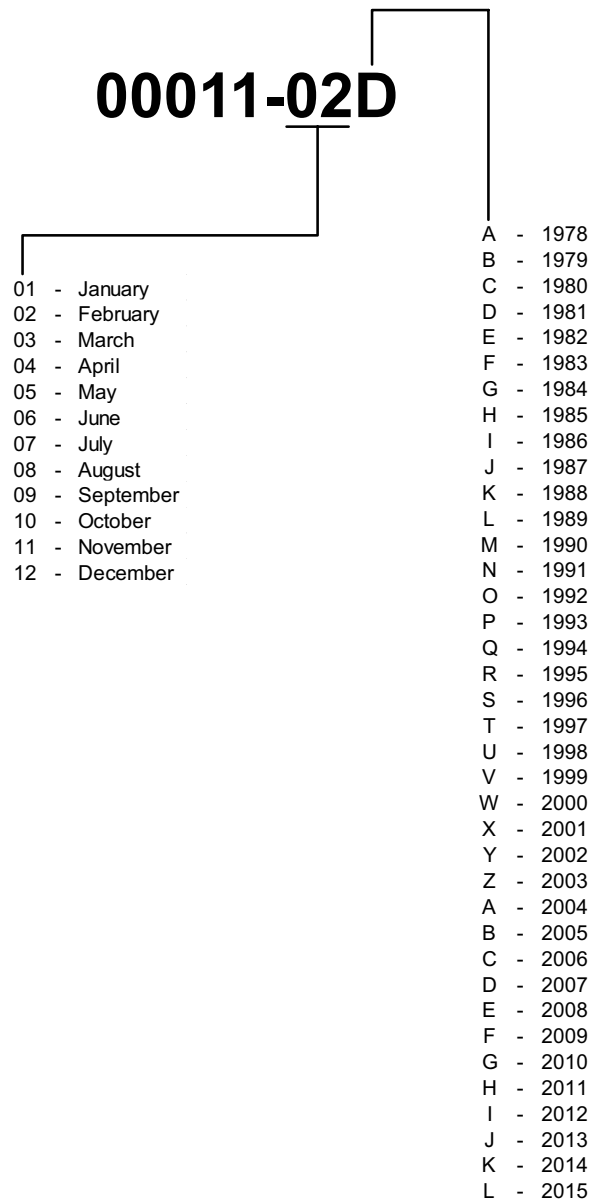 00011-02D
01 - January
02 - February
03 - March
04 - April
05 - May
06 - June
07 - July
08 - August
09 - September
10 - October
11 - November
12 - December
A - 1978
B - 1979
C - 1980
D - 1981
E - 1982
F - 1983
G - 1984
H - 1985
I - 1986
J - 1987
K - 1988
L - 1989
M - 1990
N - 1991
O - 1992
P - 1993
Q - 1994
R - 1995
S - 1996
T - 1997
U - 1998
V - 1999
W - 2000
X - 2001
Y - 2002
Z - 2003
A - 2004
B - 2005
C - 2006
D - 2007
E - 2008
F - 2009
G - 2010
H - 2011
I - 2012
J - 2013
K - 2014
L - 2015